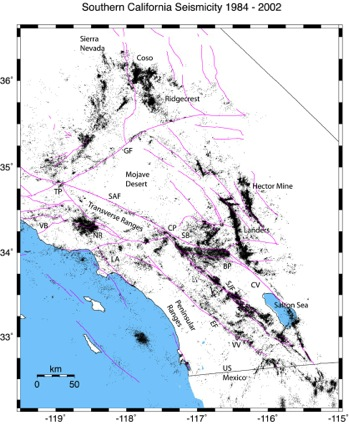 Southern California Seismicity 1984 - 2002
Sierra
Nevada
Coso
36°
Ridgecrest
GF
35°
Mojave
Desert
TP
SAF
Hector Mine
Transverse Ranges
VB
NR
CP
SB
Landers
34°
LA
BP
CV
SJF
Salton Sea
Peninsular
Ranges
EF
33°
VV
km
0 50
US
Mexico
-119° -118° -117° -116° -115°